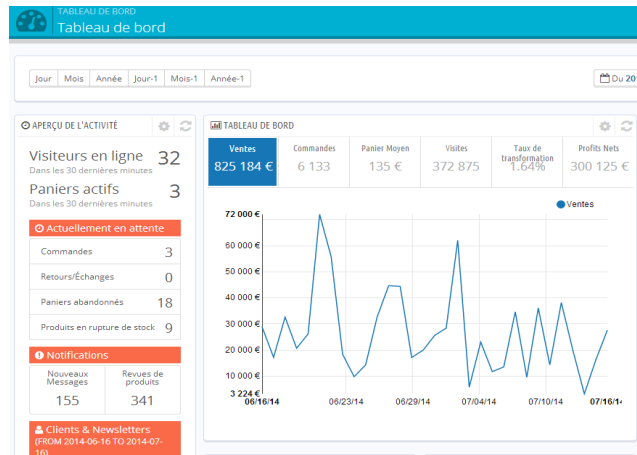 TABLEAU DE BORD
Tableau de bord
Jour Mois Année Jour-1 Mois-1 Année-1
Du 201
APERÇU DE L'ACTIVITÉ
Visiteurs en ligne 32
Dans les 30 dernières minutes
Paniers actifs 3
Dans les 30 dernières minutes
Actuellement en attente
Commandes 3
Retours/Échanges 0
Paniers abandonnés 18
Produits en rupture de stock 9
Notifications
Nouveaux Messages
155
Revues de produits
341
Clients & Newsletters
(FROM 2014-06-16 TO 2014-07-
16)
TABLEAU DE BORD
Ventes
825 184 €
Commandes
6 133
Panier Moyen
135 €
Visites
372 875
Taux de
transformation
1.64%
Profits Nets
300 125 €
Ventes
72 000 €
60 000 €
50 000 €
40 000 €
30 000 €
20 000 €
10 000 €
3 224 €
06/16/14 06/23/14 06/29/14 07/04/14 07/10/14 07/16/14